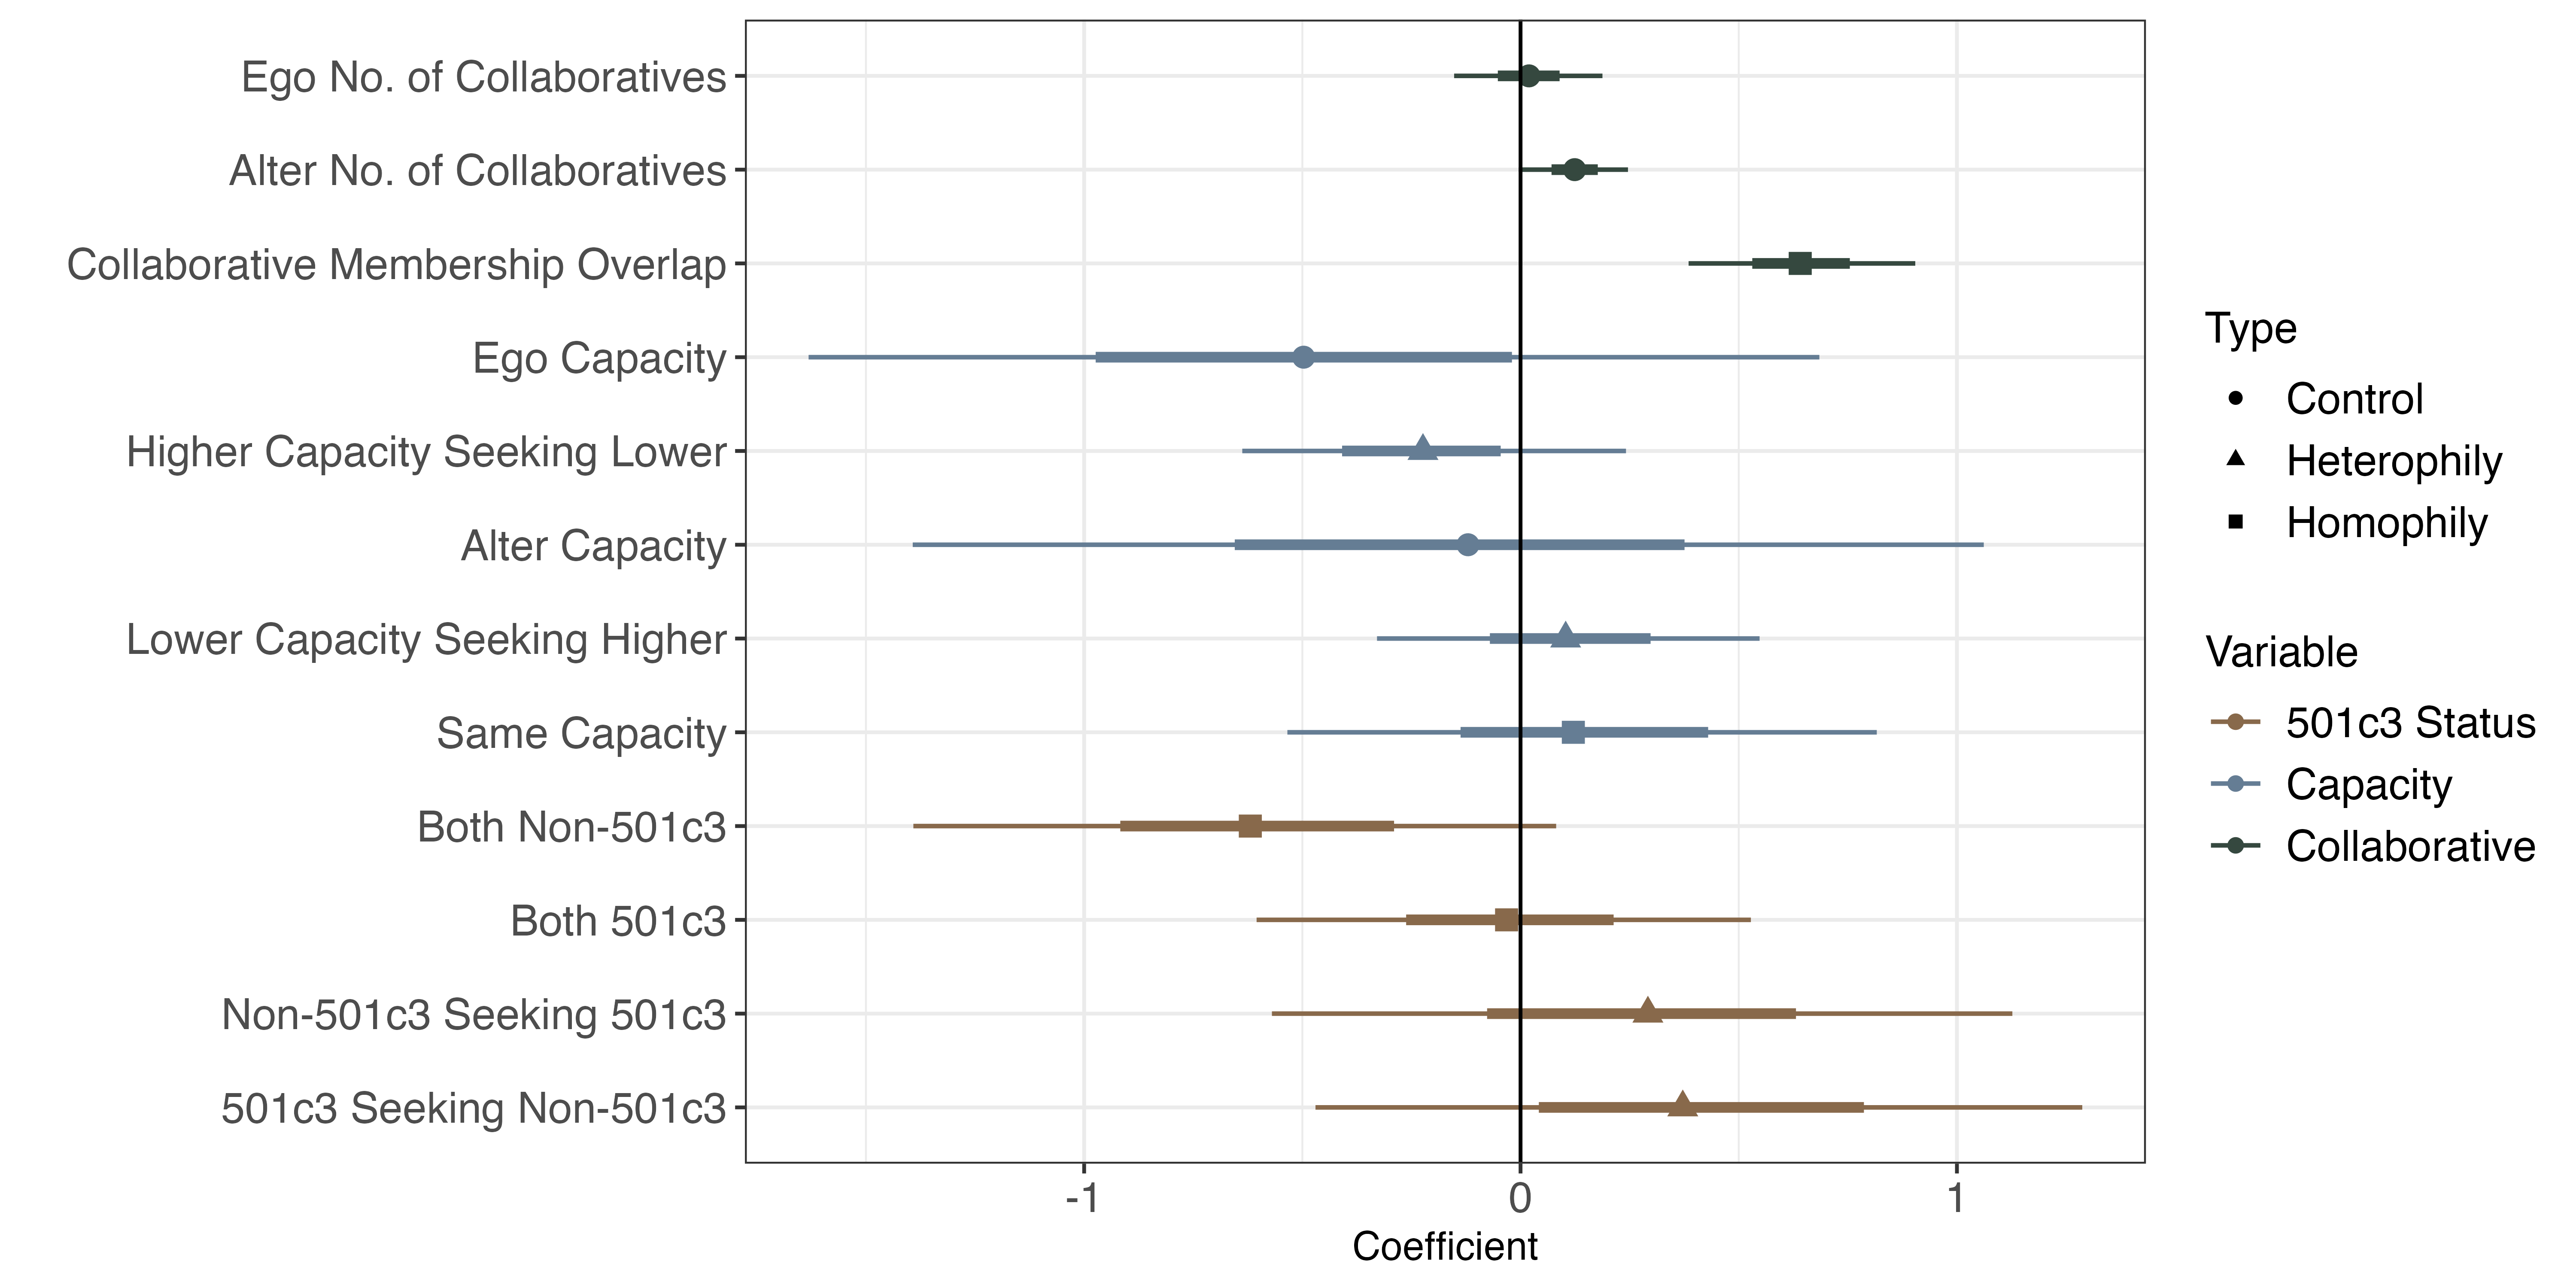 Ego No. of Collaboratives
Alter No. of Collaboratives
Collaborative Membership Overlap
Ego Capacity
Higher Capacity Seeking Lower
Alter Capacity
Lower Capacity Seeking Higher
Same Capacity
Both Non-501c3
Both 501c3
Non-501c3 Seeking 501c3
501c3 Seeking Non-501c3
-1
0
1
Coefficient
Type
Control
Heterophily
Homophily
Variable
501c3 Status
Capacity
Collaborative